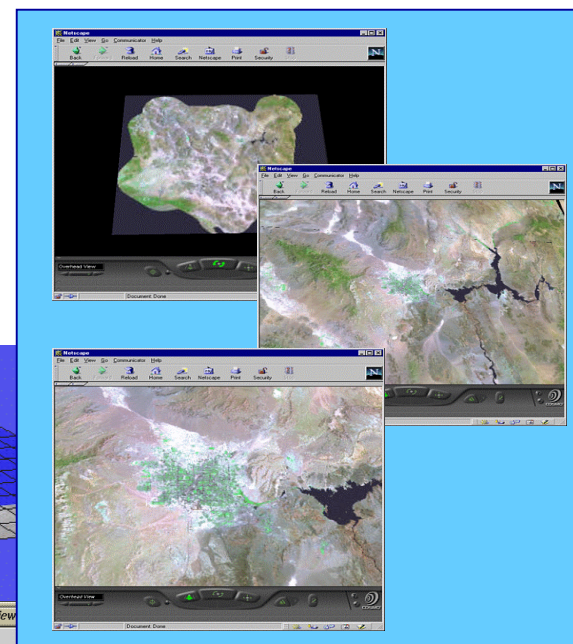 Netscape
File Edit View Go Communicator Help
Back Reload Home Search Netscape Print Security
Overhead View
Document: Done
Netscape
File Edit View Go Communicator Help
Back Reload Home Search Netscape Print Security
N
Netscape
File Edit View Go Communicator Help
Back Reload Home Search Netscape Print Security
N
Overhead View
COSMO
Document: Done
iew